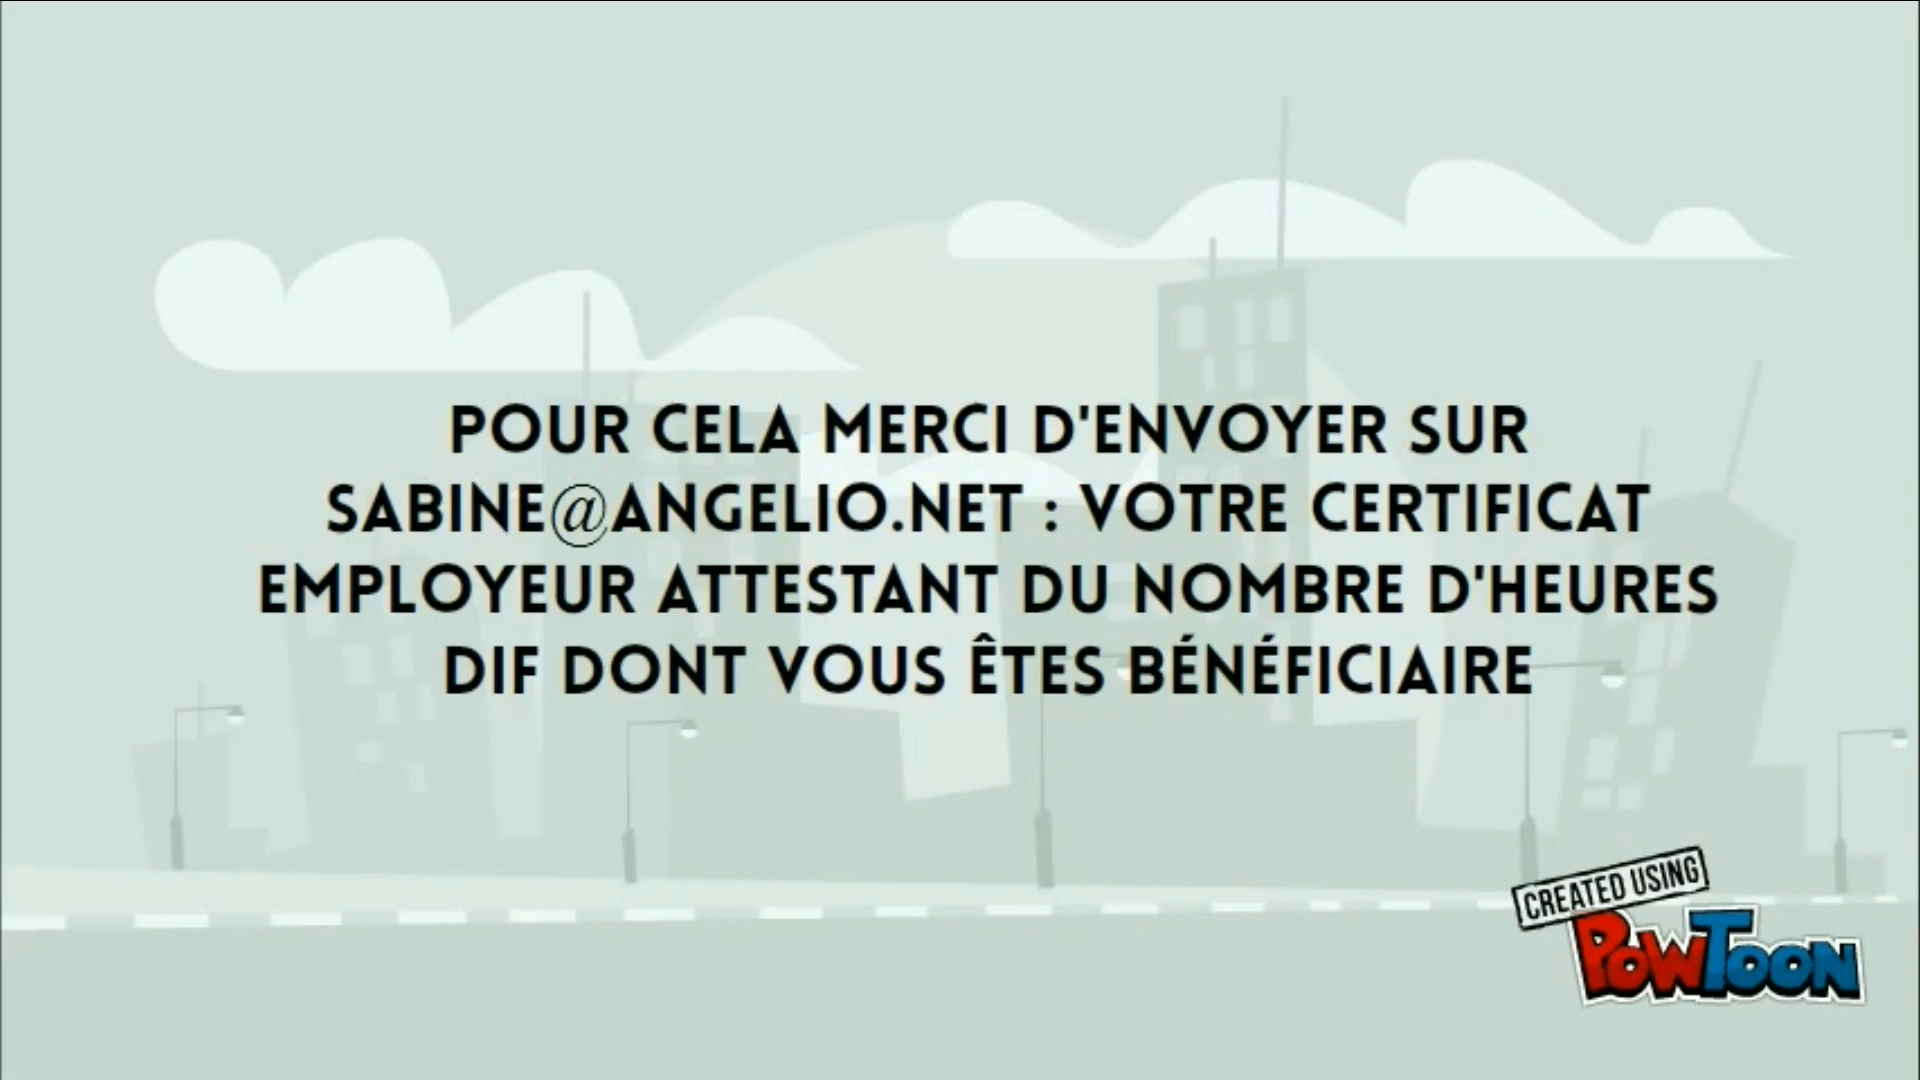 POUR CELA MERCI D'ENVOYER SUR
SABINE@ANGELIO.NET : VOTRE CERTIFICAT
EMPLOYEUR ATTESTANT DU NOMBRE D'HEURES
DIF DONT VOUS ÊTES BÉNÉFICIAIRE
CREATED USING
POWTOON